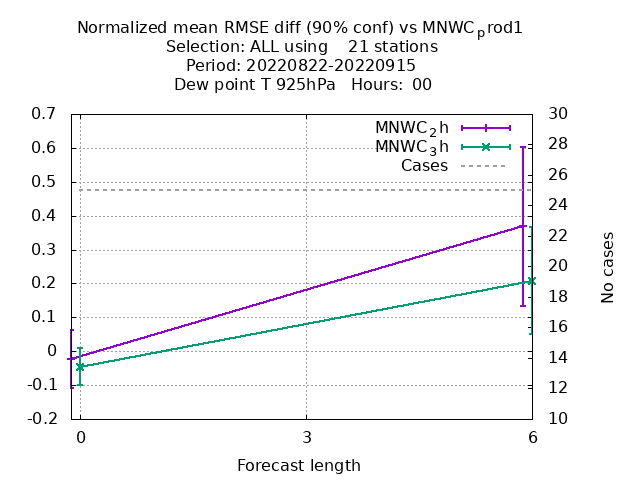 Normalized mean RMSE diff (90% conf) vs MNWCprod1
Selection: ALL using    21 stations
Period: 20220822-20220915
Dew point T 925hPa   Hours:  00
MNWC2h
MNWC3h
Cases
0.7
0.6
0.5
0.4
0.3
0.2
0.1
0
-0.1
-0.2
30
28
26
24
22
20
18
16
14
12
10
No cases
0 3 6
Forecast length